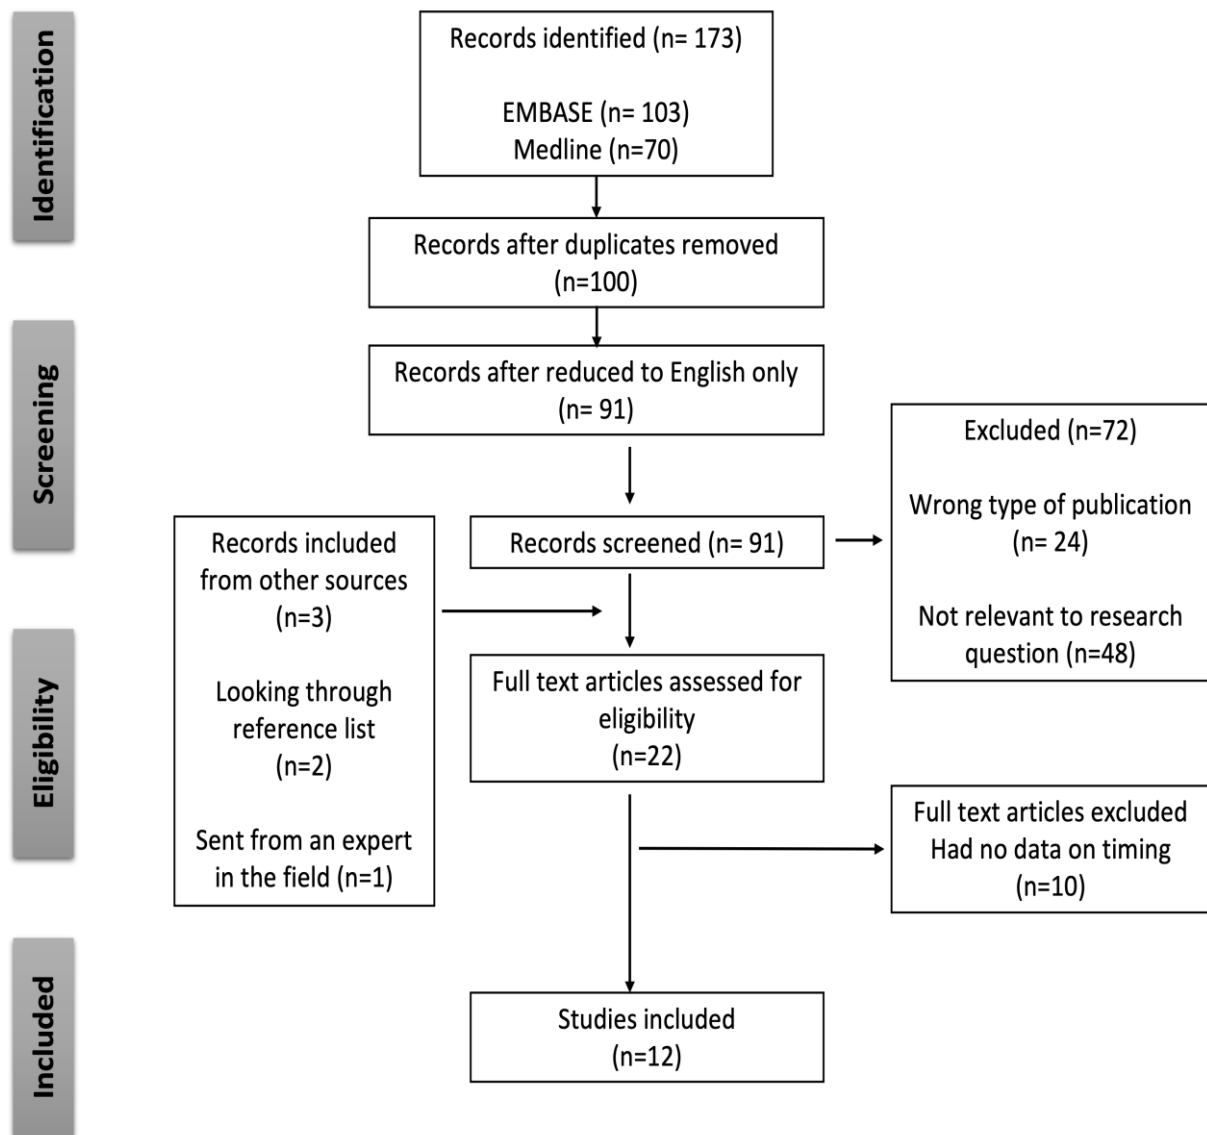 Identification
Records identified (n= 173)
EMBASE (n= 103)
Medline (n=70)
Records after duplicates removed
(n=100)
Screening
Records after reduced to English only
(n= 91)
Records screened (n= 91)
Excluded (n=72)
Wrong type of publication
(n= 24)
Not relevant to research
question (n=48)
Records included
from other sources
(n=3)
Looking through
reference list
(n=2)
Sent from an expert
in the field (n=1)
Eligibility
Full text articles assessed for
eligibility
(n=22)
Full text articles excluded
Had no data on timing
(n=10)
Included
Studies included
(n=12)